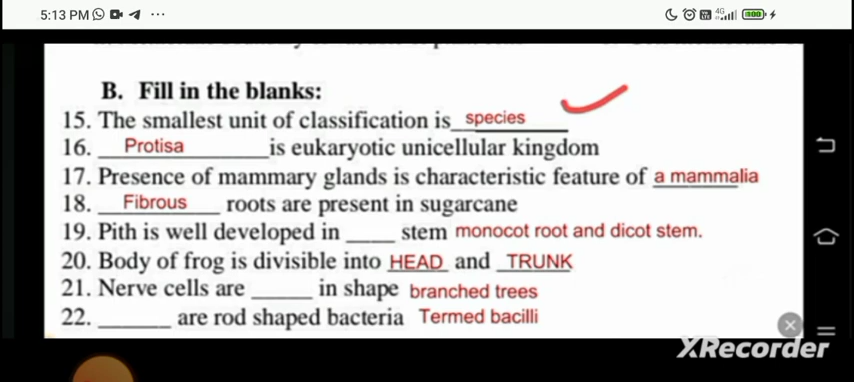 5:13 PM
4G
100
B. Fill in the blanks:
15. The smallest unit of classification is species
16. Protisa is eukaryotic unicellular kingdom
17. Presence of mammary glands is characteristic feature of a mammalia
18. Fibrous roots are present in sugarcane
19. Pith is well developed in ____ stem monocot root and dicot stem.
20. Body of frog is divisible into HEAD and TRUNK
21. Nerve cells are _____ in shape branched trees
22. ______ are rod shaped bacteria Termed bacilli
XRecorder